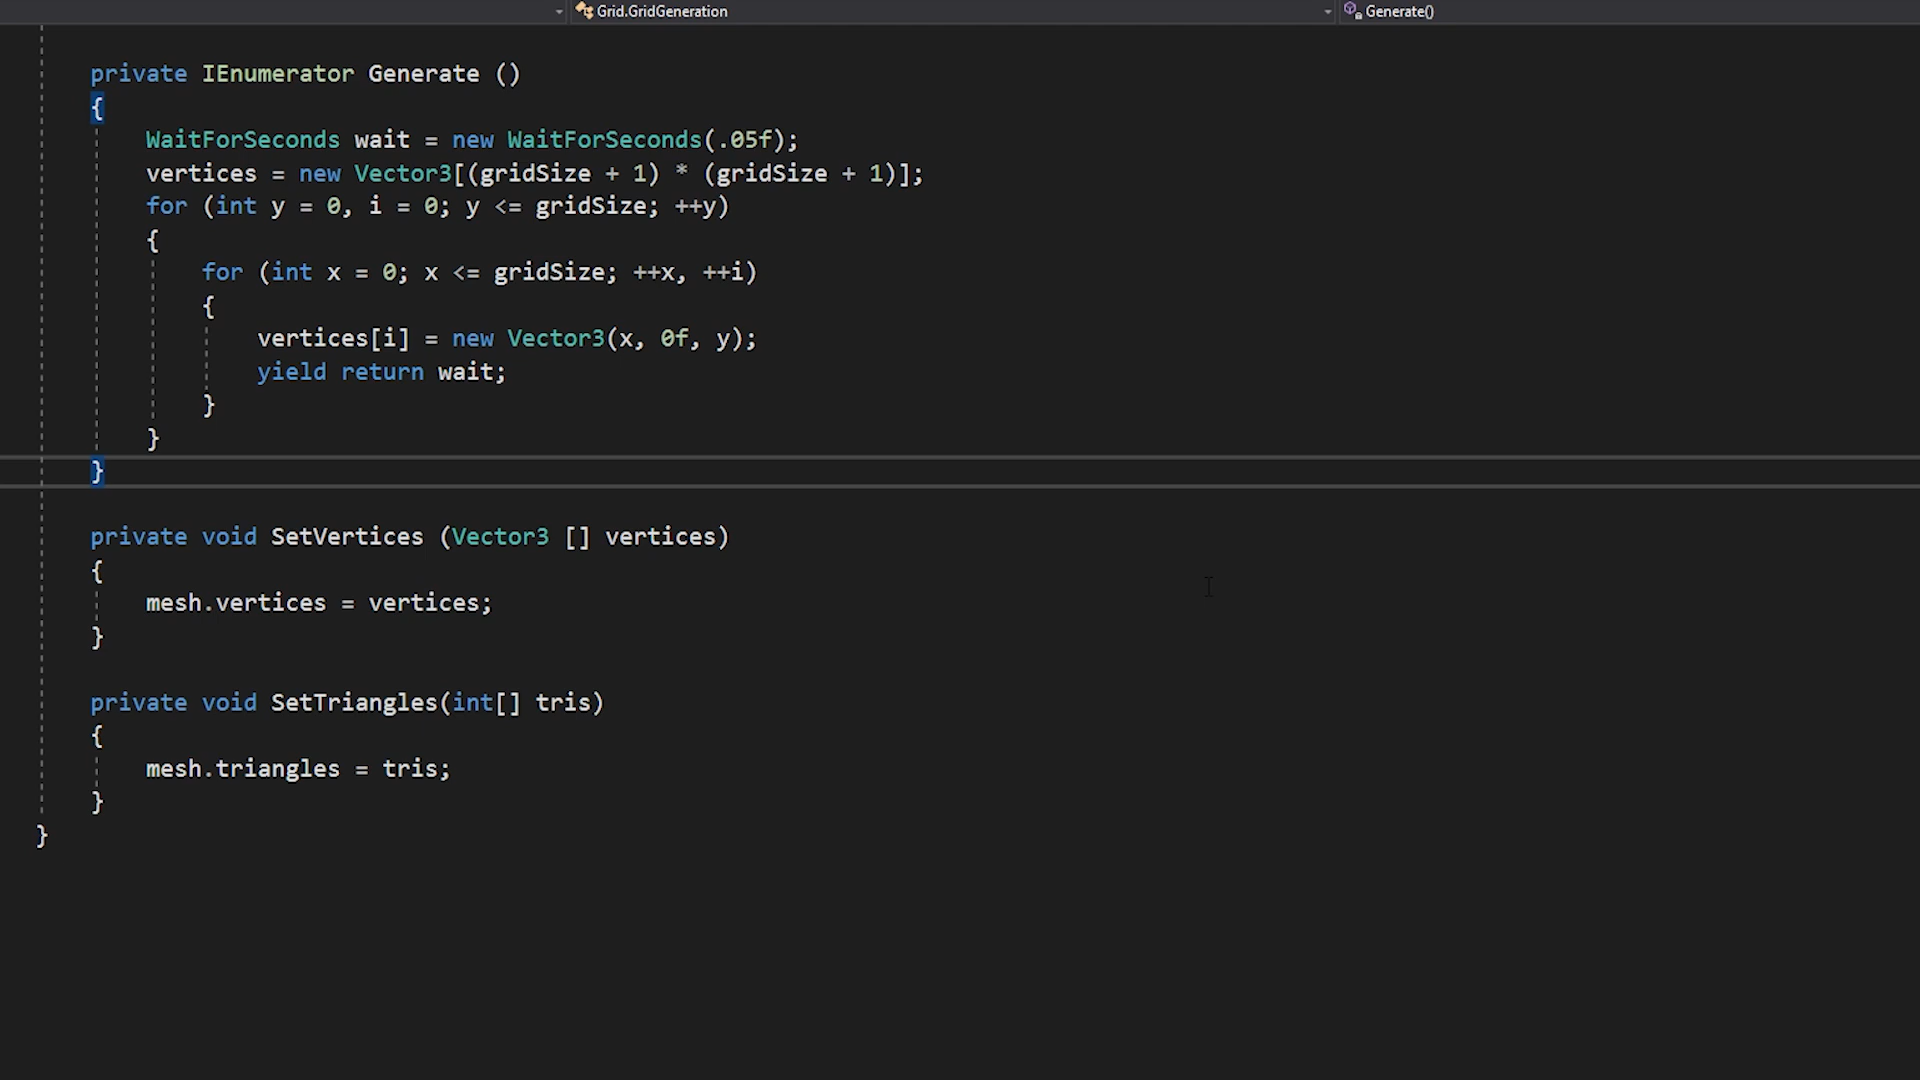 Grid.GridGeneration Generate()
private IEnumerator Generate ()
{
WaitForSeconds wait = new WaitForSeconds(.05f);
vertices = new Vector3[(gridSize + 1) * (gridSize + 1)];
for (int y = 0, i = 0; y <= gridSize; ++y)
{
for (int x = 0; x <= gridSize; ++x, ++i)
{
vertices[i] = new Vector3(x, 0f, y);
yield return wait;
}
}
}
private void SetVertices (Vector3 [] vertices)
{
mesh.vertices = vertices;
}
private void SetTriangles(int[] tris)
{
mesh.triangles = tris;
}
}